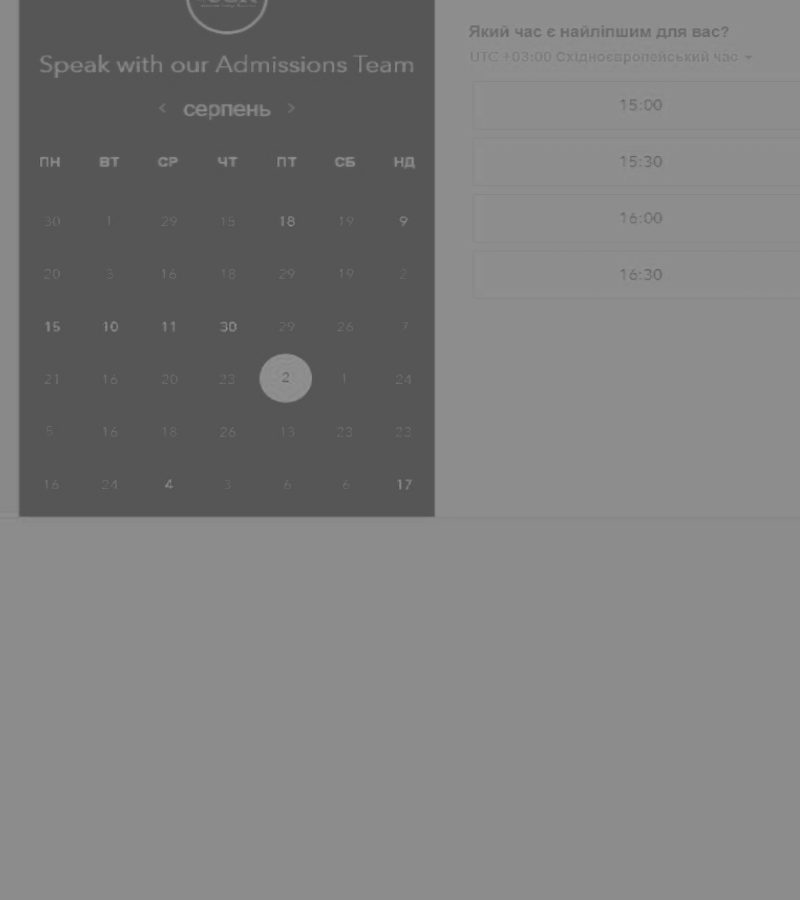 Speak with our Admissions Team
серпень
ПН ВТ СР ЧТ ПТ СБ НД
30 1 29 15 18 19 9
20 3 16 18 29 19 2
15 10 11 30 29 26 7
21 16 20 23 2 1 24
5 16 18 26 13 23 23
16 24 4 3 6 6 17
Який час є найліпшим для вас?
UTC +03:00 Східноєвропейський час
15:00
15:30
16:00
16:30